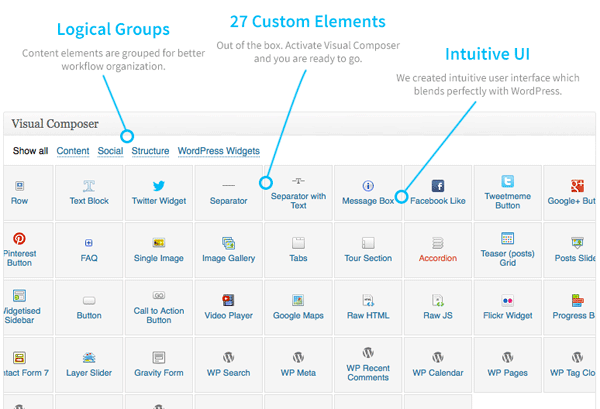 Logical Groups
Content elements are grouped for better
workflow organization.
27 Custom Elements
Out of the box. Activate Visual Composer
and you are ready to go.
Intuitive UI
We created intuitive user interface which
blends perfectly with WordPress.
Visual Composer
Show all Content Social Structure WordPress Widgets
Row
Text Block
Twitter Widget
Separator
Separator with
Text
Message Box
Facebook Like
Tweetmeme
Button
Google+ Butt
Pinterest
Button
FAQ
Single Image
Image Gallery
Tabs
Tour Section
Accordion
Teaser (posts)
Grid
Posts Slide
Widgetised
Sidebar
Button
Call to Action
Button
Video Player
Google Maps
Raw HTML
Raw JS
Flickr Widget
Progress B
ntact Form 7
Layer Slider
Gravity Form
WP Search
WP Meta
WP Recent
Comments
WP Calendar
WP Pages
WP Tag Clo